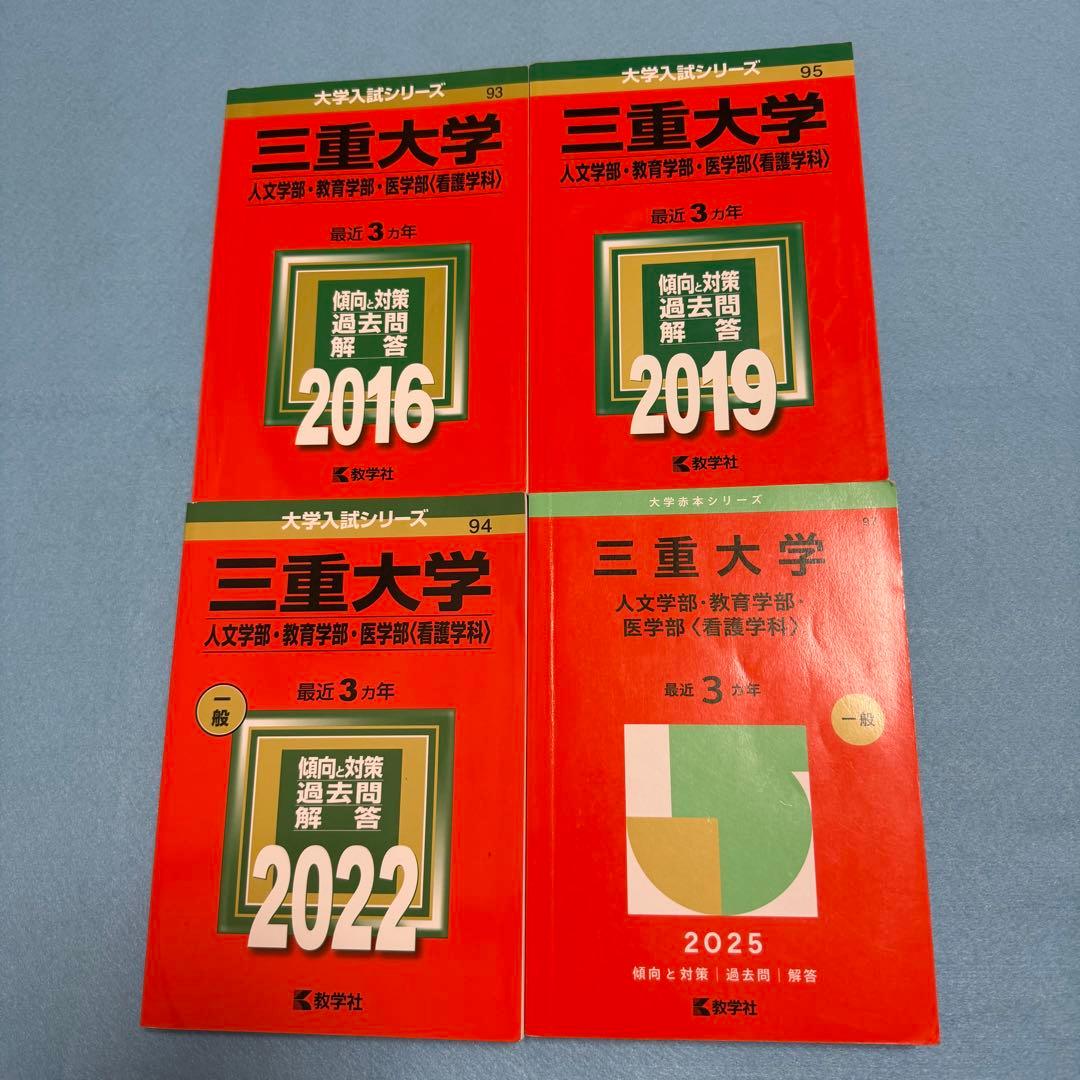 大学入試シリーズ 93
三重大学
人文学部・教育学部・医学部〈看護学科〉
最近3カ年
傾向と対策
過去問
解答
2016
教学社
大学入試シリーズ 95
三重大学
人文学部・教育学部・医学部〈看護学科〉
最近3カ年
傾向と対策
過去問
解答
2019
教学社
大学入試シリーズ 94
三重大学
人文学部・教育学部・医学部〈看護学科〉
一般
最近3カ年
傾向と対策
過去問
解答
2022
教学社
大学赤本シリーズ
三重大学
人文学部・教育学部・
医学部〈看護学科〉
最近3カ年
一般
2025
傾向と対策|過去問|解答
教学社